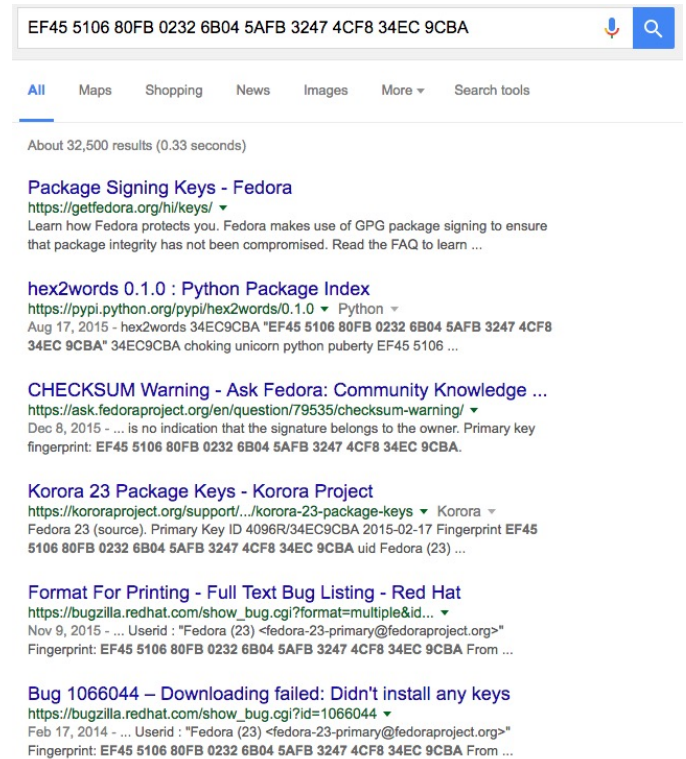 EF45 5106 80FB 0232 6B04 5AFB 3247 4CF8 34EC 9CBA
All Maps Shopping News Images More Search tools
About 32,500 results (0.33 seconds)
Package Signing Keys - Fedora
https://getfedora.org/hi/keys/
Learn how Fedora protects you. Fedora makes use of GPG package signing to ensure
that package integrity has not been compromised. Read the FAQ to learn ...
hex2words 0.1.0 : Python Package Index
https://pypi.python.org/pypi/hex2words/0.1.0 Python
Aug 17, 2015 - hex2words 34EC9CBA "EF45 5106 80FB 0232 6B04 5AFB 3247 4CF8
34EC 9CBA" 34EC9CBA choking unicorn python puberty EF45 5106 ...
CHECKSUM Warning - Ask Fedora: Community Knowledge ...
https://ask.fedoraproject.org/en/question/79535/checksum-warning/
Dec 8, 2015 - ... is no indication that the signature belongs to the owner. Primary key
fingerprint: EF45 5106 80FB 0232 6B04 5AFB 3247 4CF8 34EC 9CBA.
Korora 23 Package Keys - Korora Project
https://kororaproject.org/support/.../korora-23-package-keys Korora
Fedora 23 (source). Primary Key ID 4096R/34EC9CBA 2015-02-17 Fingerprint EF45
5106 80FB 0232 6B04 5AFB 3247 4CF8 34EC 9CBA uid Fedora (23) ...
Format For Printing - Full Text Bug Listing - Red Hat
https://bugzilla.redhat.com/show_bug.cgi?format=multiple&id...
Nov 9, 2015 - ... Userid : "Fedora (23) <fedora-23-primary@fedoraproject.org>"
Fingerprint: EF45 5106 80FB 0232 6B04 5AFB 3247 4CF8 34EC 9CBA From ...
Bug 1066044 – Downloading failed: Didn't install any keys
https://bugzilla.redhat.com/show_bug.cgi?id=1066044
Feb 17, 2014 - ... Userid : "Fedora (23) <fedora-23-primary@fedoraproject.org>"
Fingerprint: EF45 5106 80FB 0232 6B04 5AFB 3247 4CF8 34EC 9CBA From ...